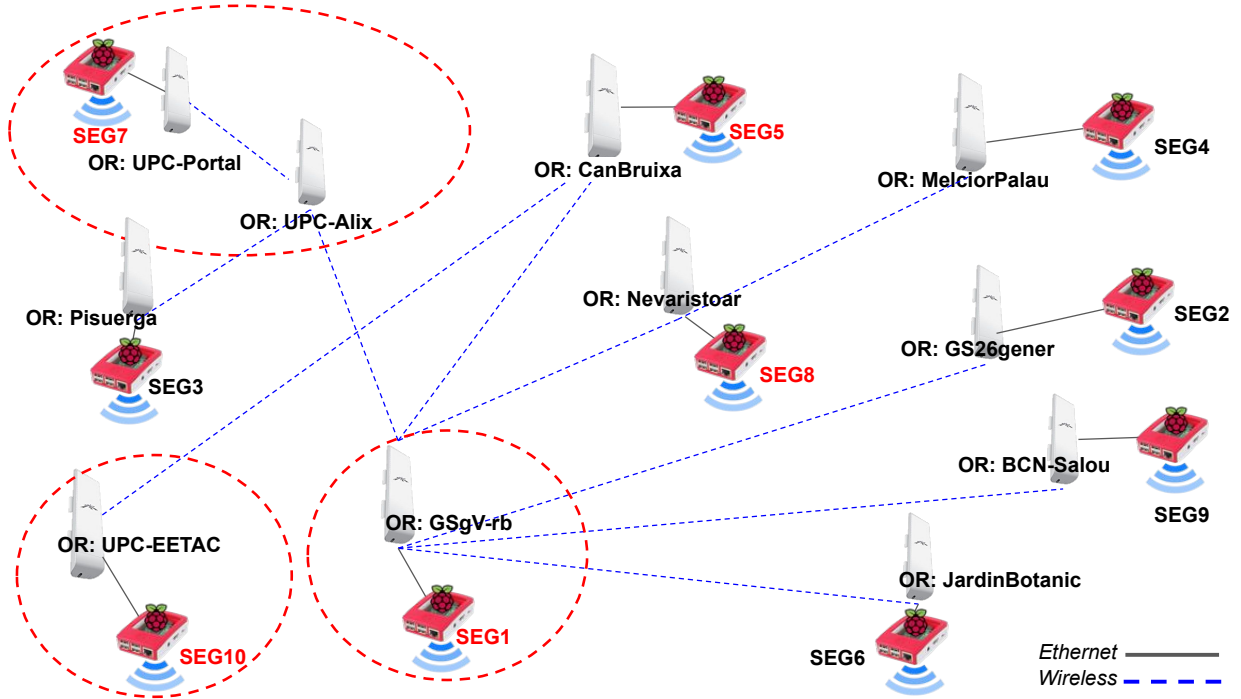 SEG7
OR: UPC-Portal
OR: UPC-Alix
OR: CanBruixa
SEG5
OR: MelciorPalau
SEG4
OR: Pisuerga
SEG3
OR: Nevaristoar
SEG8
OR: GS26gener
SEG2
OR: BCN-Salou
SEG9
OR: UPC-EETAC
SEG10
OR: GSgV-rb
SEG1
OR: JardinBotanic
SEG6
Ethernet
Wireless